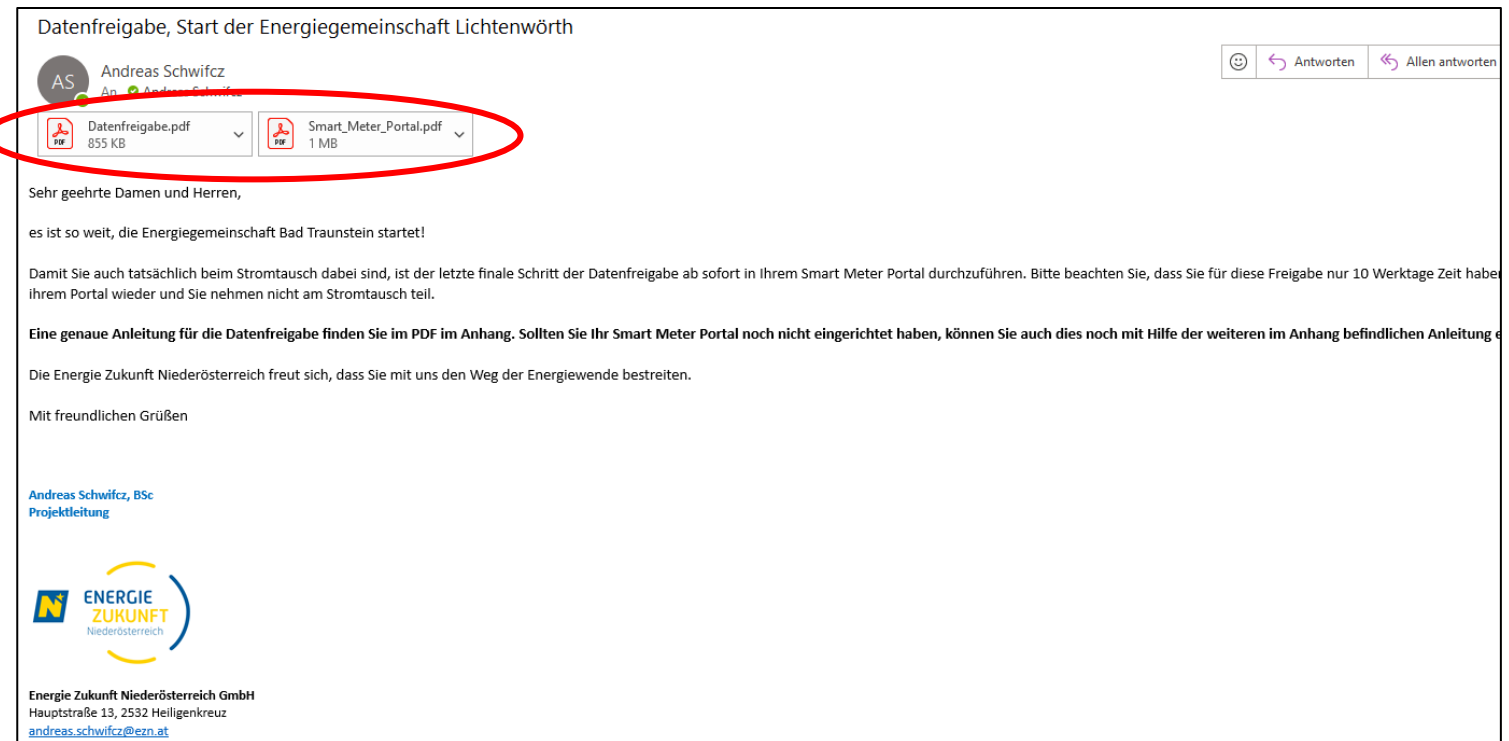 Datenfreigabe, Start der Energiegemeinschaft Lichtenwörth
AS
Andreas Schwifcz
An Andreas Schwifcz
Antworten
Allen antworten
PDF
Datenfreigabe.pdf
855 KB
PDF
Smart_Meter_Portal.pdf
1 MB
Sehr geehrte Damen und Herren,
es ist so weit, die Energiegemeinschaft Bad Traunstein startet!
Damit Sie auch tatsächlich beim Stromtausch dabei sind, ist der letzte finale Schritt der Datenfreigabe ab sofort in Ihrem Smart Meter Portal durchzuführen. Bitte beachten Sie, dass Sie für diese Freigabe nur 10 Werktage Zeit
ihrem Portal wieder und Sie nehmen nicht am Stromtausch teil.
Eine genaue Anleitung für die Datenfreigabe finden Sie im PDF im Anhang. Sollten Sie Ihr Smart Meter Portal noch nicht eingerichtet haben, können Sie auch dies noch mit Hilfe der weiteren im Anhang befindlichen Anleitung
Die Energie Zukunft Niederösterreich freut sich, dass Sie mit uns den Weg der Energiewende bestreiten.
Mit freundlichen Grüßen
Andreas Schwifcz, BSc
Projektleitung
N
ENERGIE
ZUKUNFT
Niederösterreich
Energie Zukunft Niederösterreich GmbH
Hauptstraße 13, 2532 Heiligenkreuz
andreas.schwifcz@ezn.at